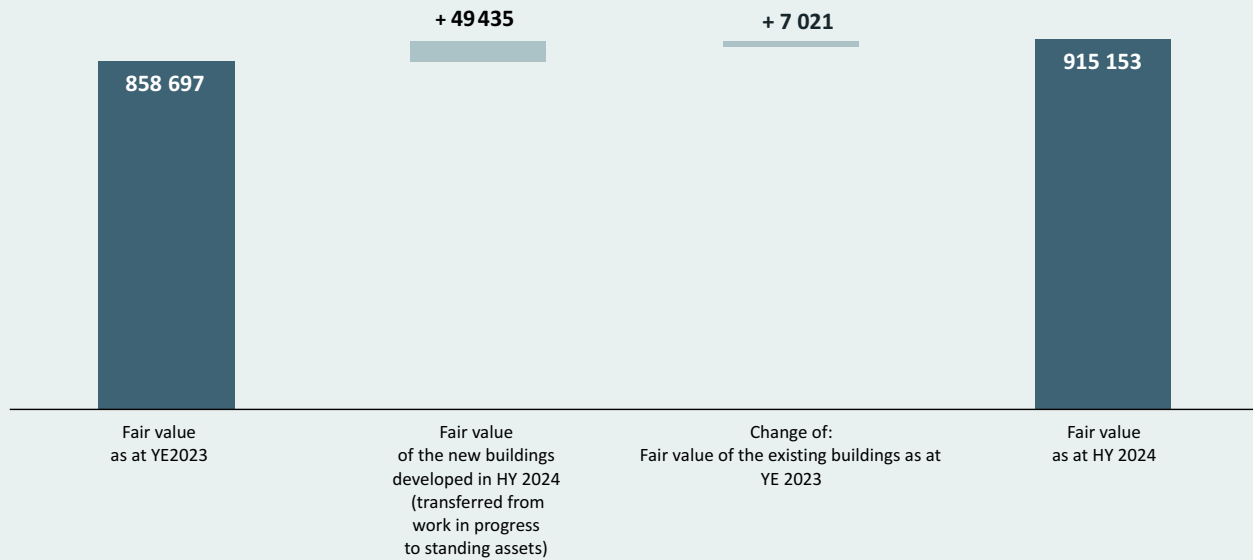 + 49 435
+ 7 021
858 697
915 153
Fair value
as at YE2023
Fair value
of the new buildings
developed in HY 2024
(transferred from
work in progress
to standing assets)
Change of:
Fair value of the existing buildings as at
YE 2023
Fair value
as at HY 2024